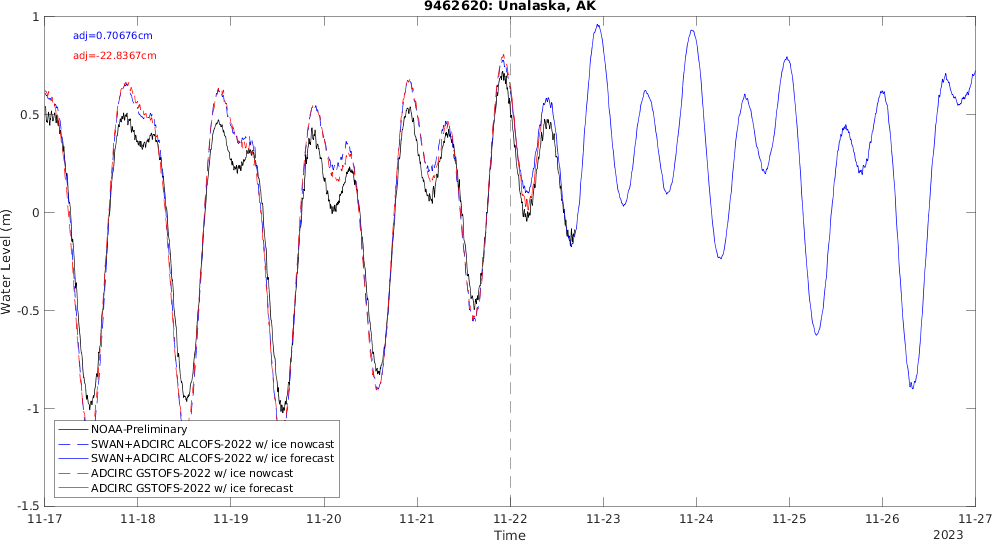 9462620: Unalaska, AK
adj=0.70676cm
adj=-22.8367cm
1
0.5
0
-0.5
-1
-1.5
Water Level (m)
NOAA-Preliminary
SWAN+ADCIRC ALCOFS-2022 w/ ice nowcast
SWAN+ADCIRC ALCOFS-2022 w/ ice forecast
ADCIRC GSTOFS-2022 w/ ice nowcast
ADCIRC GSTOFS-2022 w/ ice forecast
11-17 11-18 11-19 11-20 11-21 11-22 11-23 11-24 11-25 11-26 11-27
Time
2023